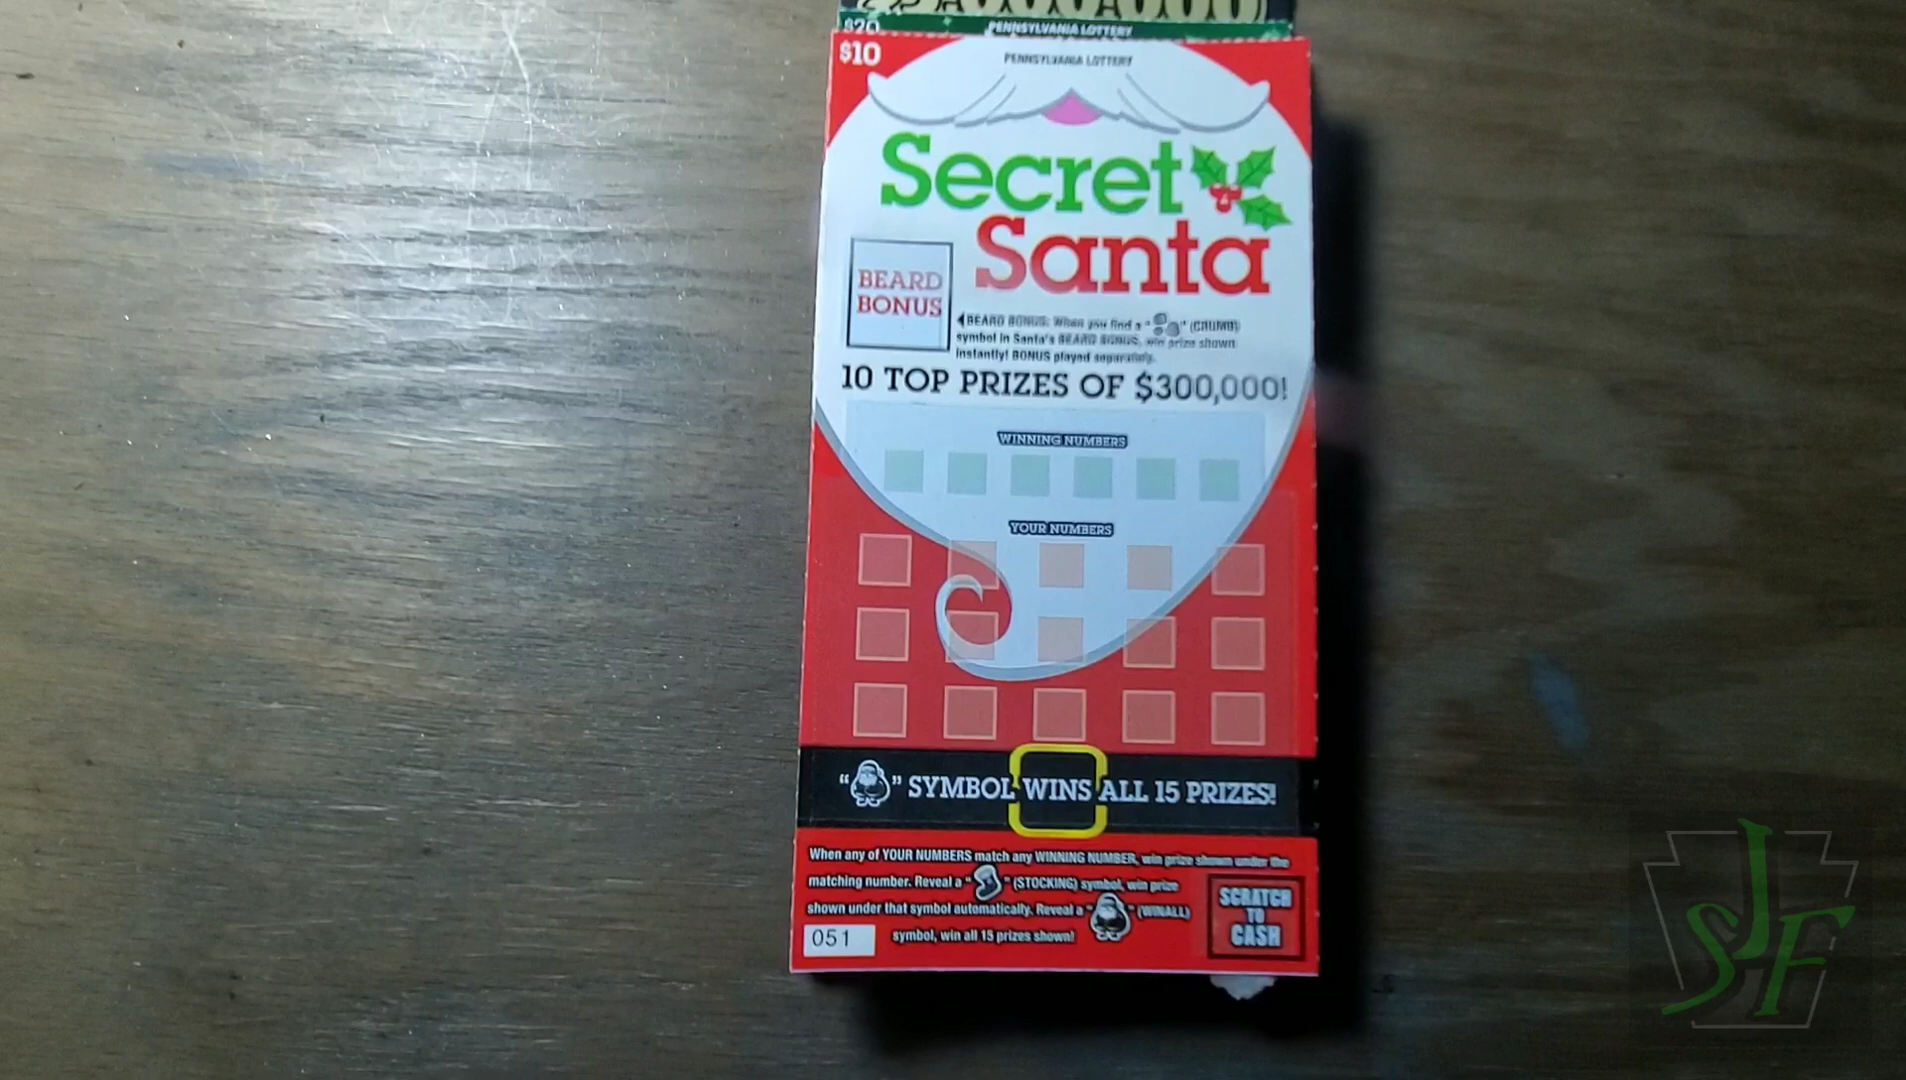 $20 PENNSYLVANIA LOTTERY
$10
PENNSYLVANIA LOTTERY
Secret
Santa
BEARD
BONUS
BEARD BONUS: When you find a " " (CRUMB)
symbol in Santa's BEARD BONUS, win prize shown
instantly! BONUS played separately.
10 TOP PRIZES OF $300,000!
WINNING NUMBERS
YOUR NUMBERS
" " SYMBOL WINS ALL 15 PRIZES!
When any of YOUR NUMBERS match any WINNING NUMBER, win prize shown under the
matching number. Reveal a " " (STOCKING) symbol, win prize
shown under that symbol automatically. Reveal a " " (WINALL)
symbol, win all 15 prizes shown!
051
SCRATCH
TO
CASH
SJF